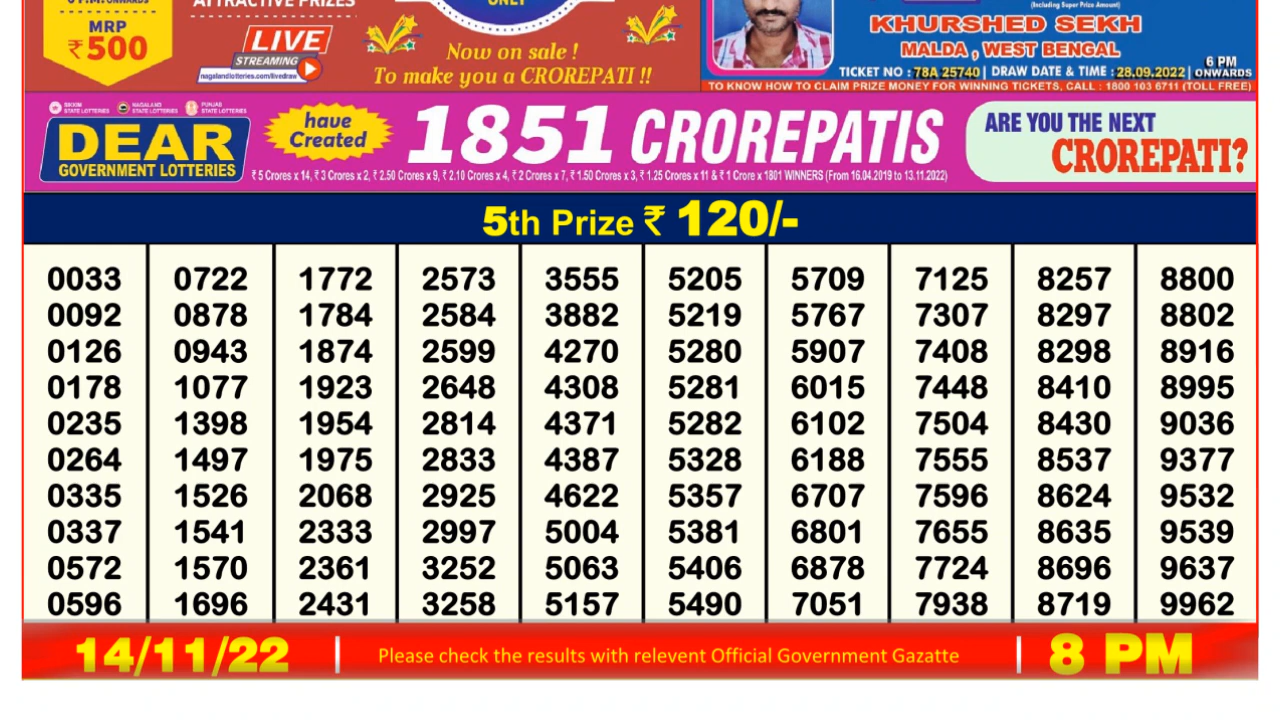 6 P.M. ONWARDS
MRP
₹500
ATTRACTIVE PRIZES
LIVE
STREAMING
nagalandlotteries.com/livedraw
ONLY
Now on sale !
To make you a CROREPATI !!
(Including Super Prize Amount)
KHURSHED SEKH
MALDA , WEST BENGAL
TICKET NO : 78A 25740 | DRAW DATE & TIME : 28.09.2022 | 6 PM ONWARDS
TO KNOW HOW TO CLAIM PRIZE MONEY FOR WINNING TICKETS, CALL : 1800 103 6711 (TOLL FREE)
SIKKIM STATE LOTTERIES NAGALAND STATE LOTTERIES PUNJAB STATE LOTTERIES
DEAR
GOVERNMENT LOTTERIES
have
Created
1851 CROREPATIS
₹ 5 Crores x 14, ₹ 3 Crores x 2, ₹ 2.50 Crores x 9, ₹ 2.10 Crores x 4, ₹ 2 Crores x 7, ₹ 1.50 Crores x 3, ₹ 1.25 Crores x 11 & ₹ 1 Crore x 1801 WINNERS (From 16.04.2019 to 13.11.2022)
ARE YOU THE NEXT
CROREPATI?
5th Prize ₹ 120/-
0033 0722 1772 2573 3555 5205 5709 7125 8257 8800
0092 0878 1784 2584 3882 5219 5767 7307 8297 8802
0126 0943 1874 2599 4270 5280 5907 7408 8298 8916
0178 1077 1923 2648 4308 5281 6015 7448 8410 8995
0235 1398 1954 2814 4371 5282 6102 7504 8430 9036
0264 1497 1975 2833 4387 5328 6188 7555 8537 9377
0335 1526 2068 2925 4622 5357 6707 7596 8624 9532
0337 1541 2333 2997 5004 5381 6801 7655 8635 9539
0572 1570 2361 3252 5063 5406 6878 7724 8696 9637
0596 1696 2431 3258 5157 5490 7051 7938 8719 9962
14/11/22 | Please check the results with relevent Official Government Gazatte | 8 PM